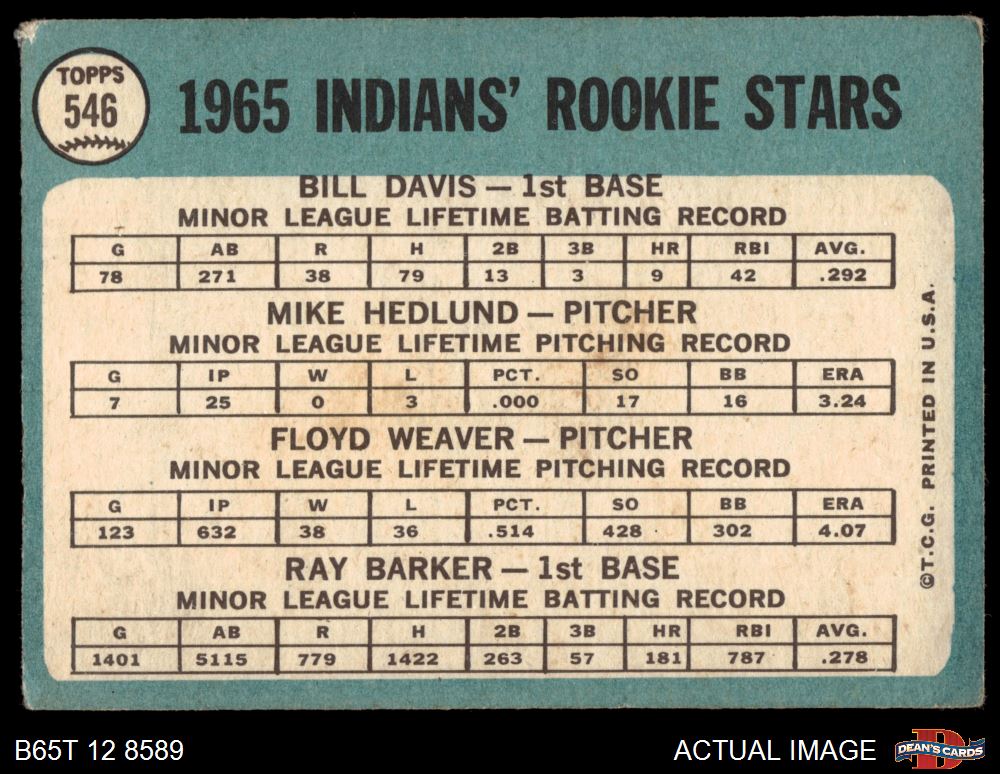 TOPPS
546
1965 INDIANS' ROOKIE STARS
BILL DAVIS — 1st BASE
MINOR LEAGUE LIFETIME BATTING RECORD
G AB R H 2B 3B HR RBI AVG.
78 271 38 79 13 3 9 42 .292
MIKE HEDLUND — PITCHER
MINOR LEAGUE LIFETIME PITCHING RECORD
G IP W L PCT. SO BB ERA
7 25 0 3 .000 17 16 3.24
FLOYD WEAVER — PITCHER
MINOR LEAGUE LIFETIME PITCHING RECORD
G IP W L PCT. SO BB ERA
123 632 38 36 .514 428 302 4.07
RAY BARKER — 1st BASE
MINOR LEAGUE LIFETIME BATTING RECORD
G AB R H 2B 3B HR RBI AVG.
1401 5115 779 1422 263 57 181 787 .278
©T.C.G. PRINTED IN U.S.A.
B65T 12 8589
ACTUAL IMAGE
DEAN'S CARDS